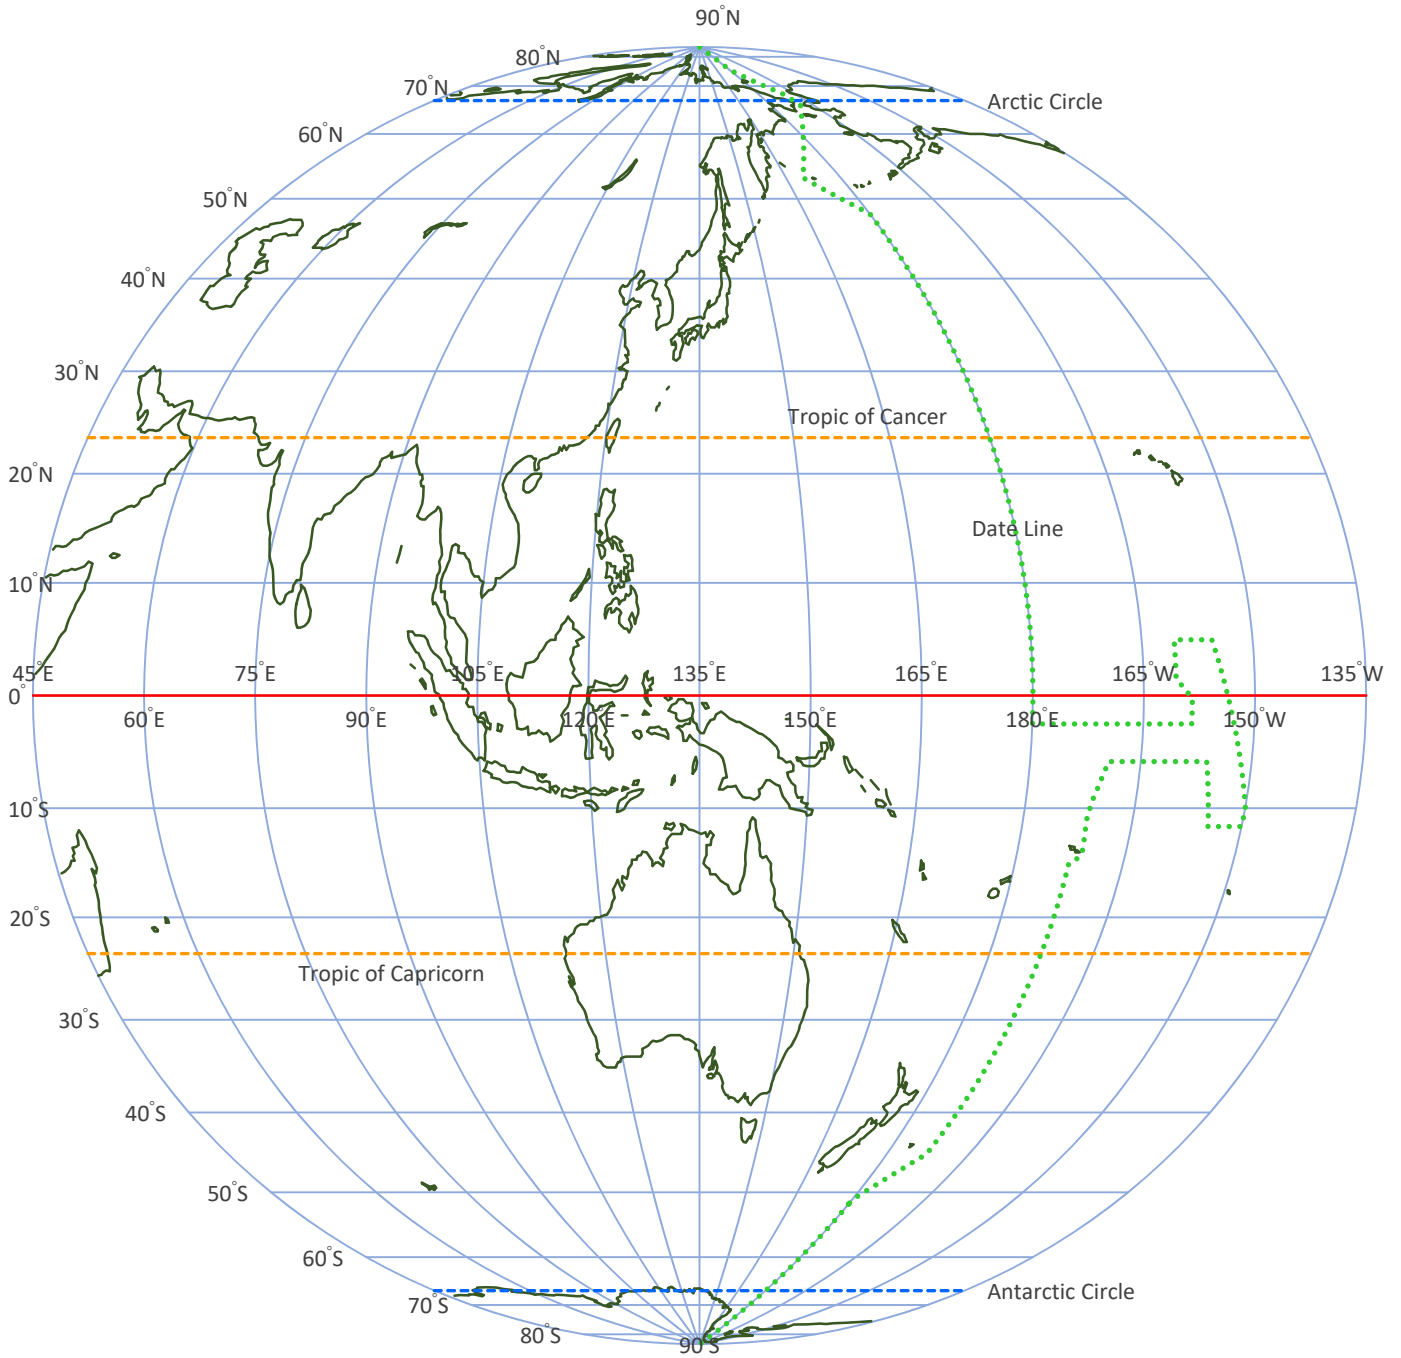 90°N
80°N
70°N
Arctic Circle
60°N
50°N
40°N
30°N
Tropic of Cancer
20°N
Date Line
10°N
45°E
75°E
105°E
135°E
165°E
165°W
135°W
0°
60°E
90°E
120°E
150°E
180°E
150°W
10°S
20°S
Tropic of Capricorn
30°S
40°S
50°S
60°S
Antarctic Circle
70°S
80°S
90°S